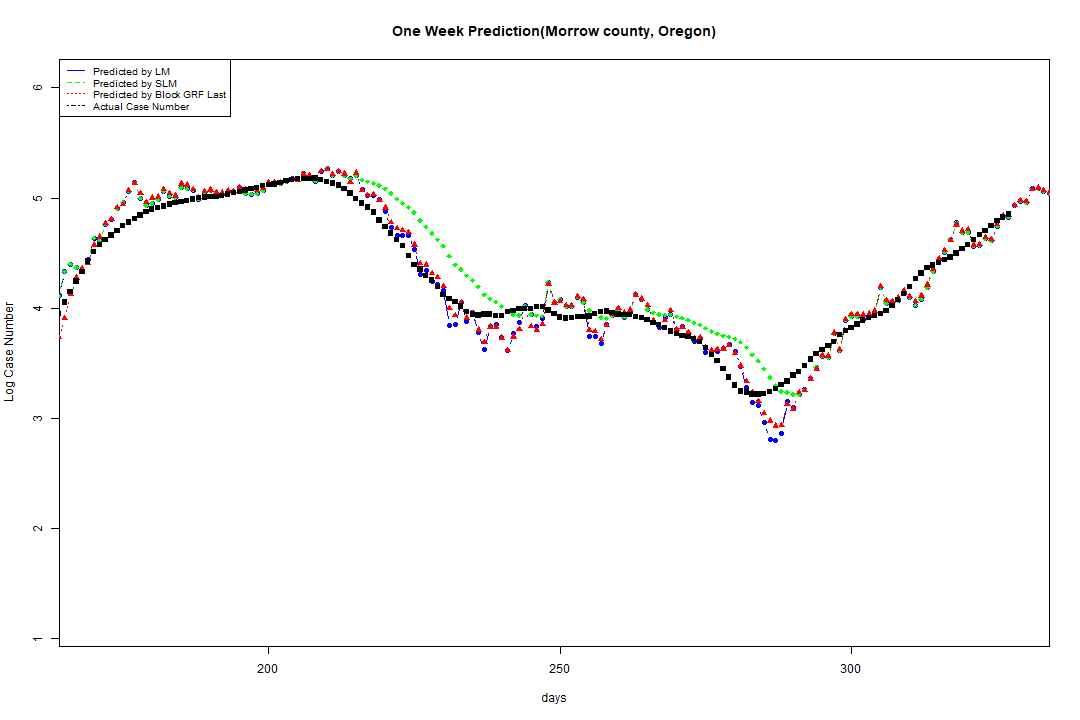 One Week Prediction(Morrow county, Oregon)
Predicted by LM
Predicted by SLM
Predicted by Block GRF Last
Actual Case Number
6
5
4
3
2
1
Log Case Number
200
250
300
days